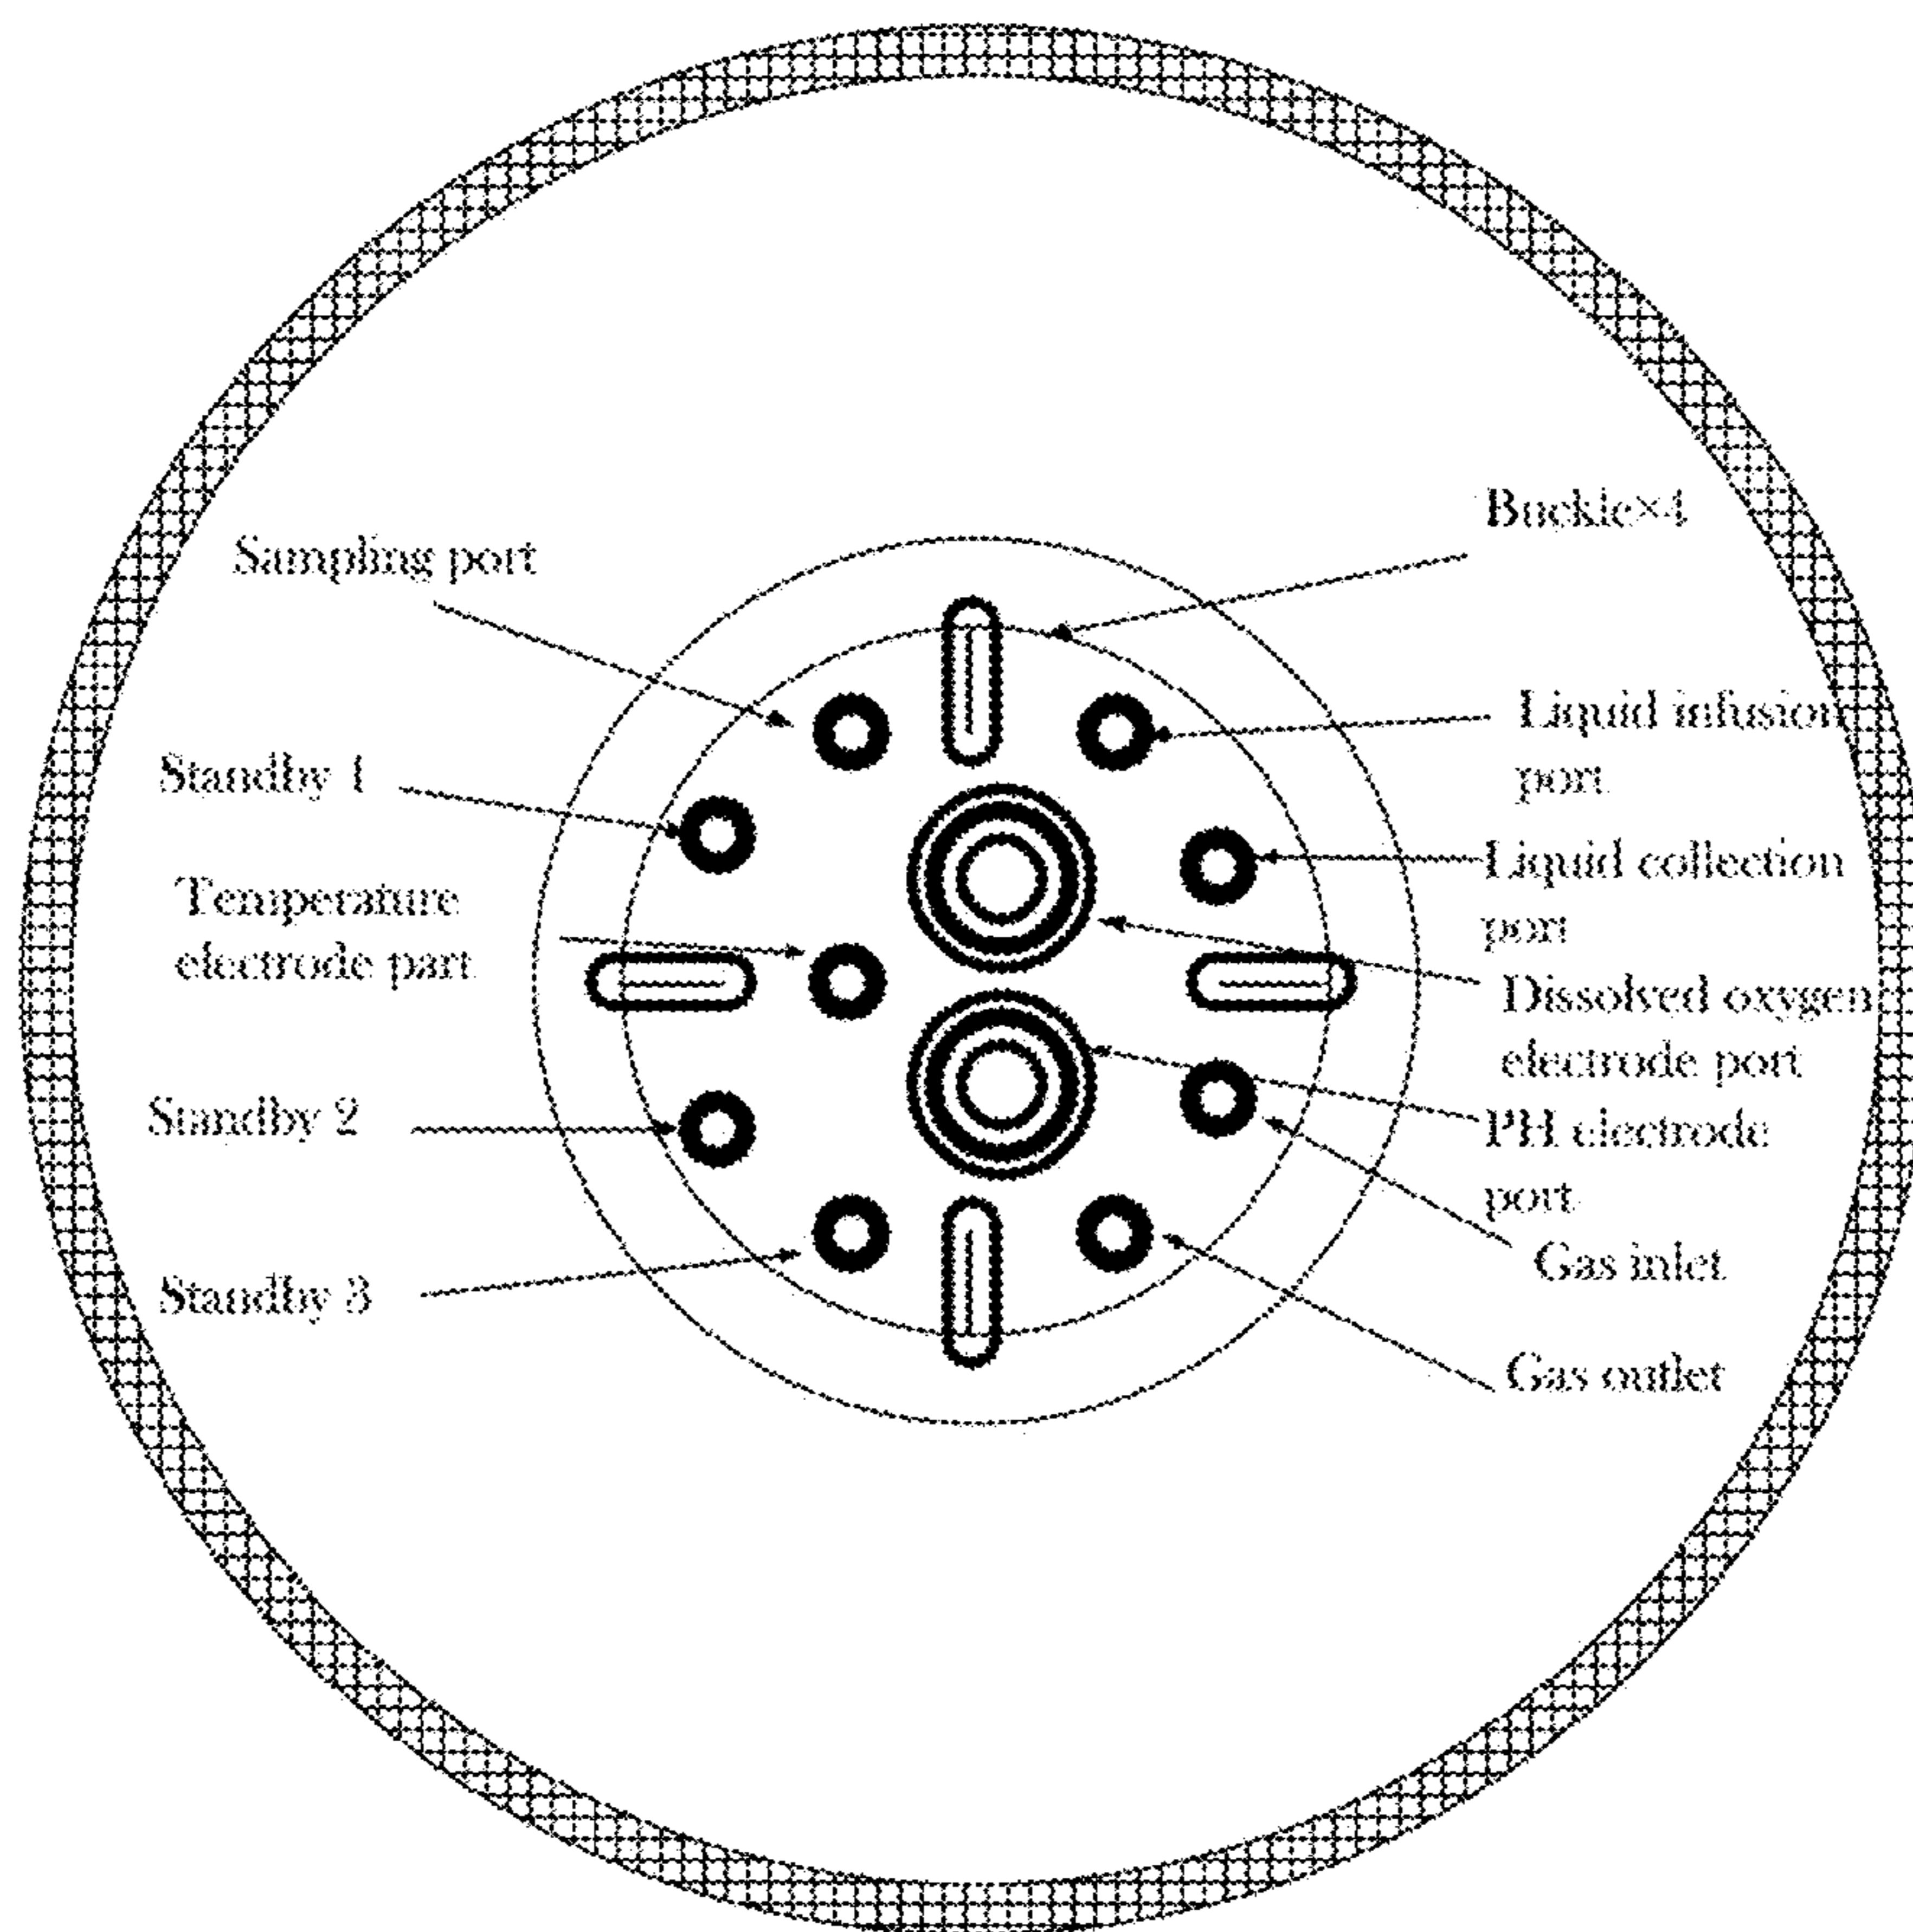 Buckle×4
Sampling port
Liquid infusion
port
Standby 1
Liquid collection
port
Temperature
electrode part
Dissolved oxygen
electrode port
Standby 2
PH electrode
port
Gas inlet
Standby 3
Gas outlet